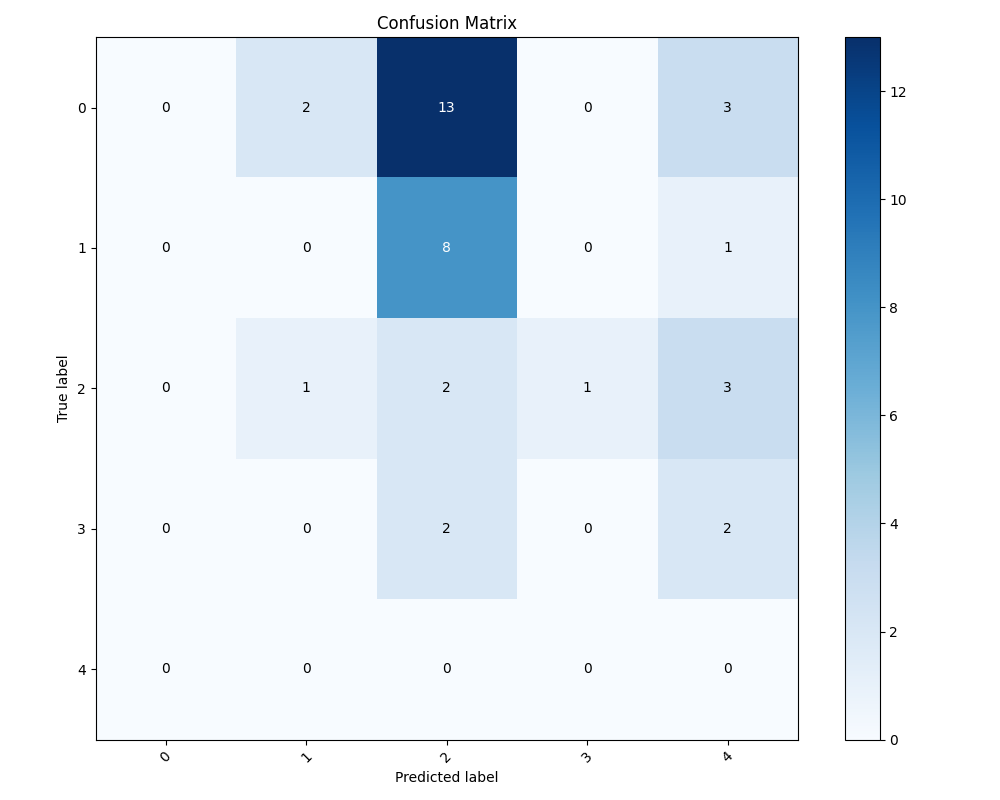 Confusion Matrix
0 0 2 13 0 3
1 0 0 8 0 1
2 0 1 2 1 3
3 0 0 2 0 2
4 0 0 0 0 0
0 1 2 3 4
Predicted label
True label
12
10
8
6
4
2
0